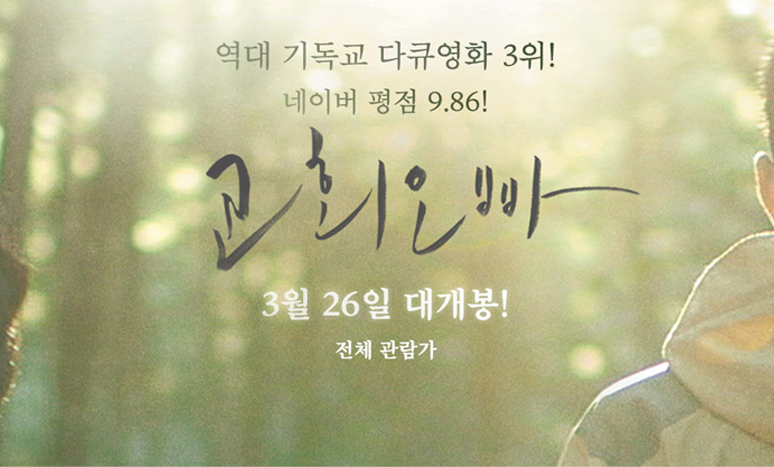 역대 기독교 다큐영화 3위!
네이버 평점 9.86!
교회오빠
3월 26일 대개봉!
전체 관람가